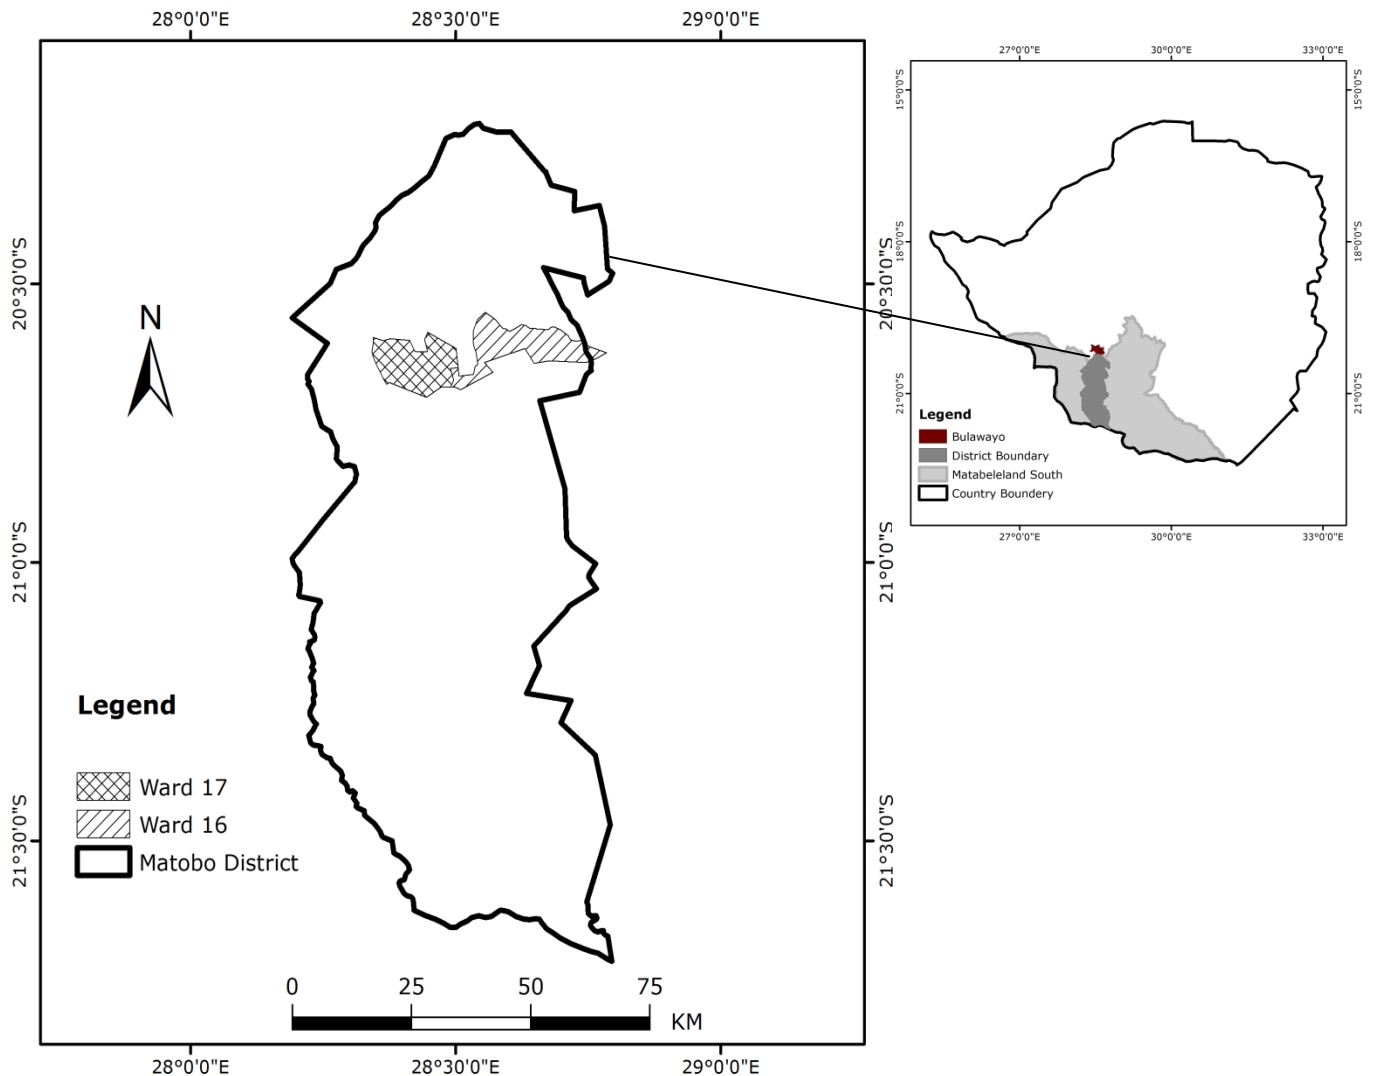 28°0'0"E 28°30'0"E 29°0'0"E
27°0'0"E 30°0'0"E 33°0'0"E
15°0'0"S 15°0'0"S
18°0'0"S 18°0'0"S
20°30'0"S 20°30'0"S
N
21°0'0"S 21°0'0"S
Legend
Bulawayo
District Boundary
Matabeleland South
Country Boundery
27°0'0"E 30°0'0"E 33°0'0"E
21°0'0"S 21°0'0"S
Legend
Ward 17
Ward 16
Matobo District
21°30'0"S 21°30'0"S
0 25 50 75
KM
28°0'0"E 28°30'0"E 29°0'0"E